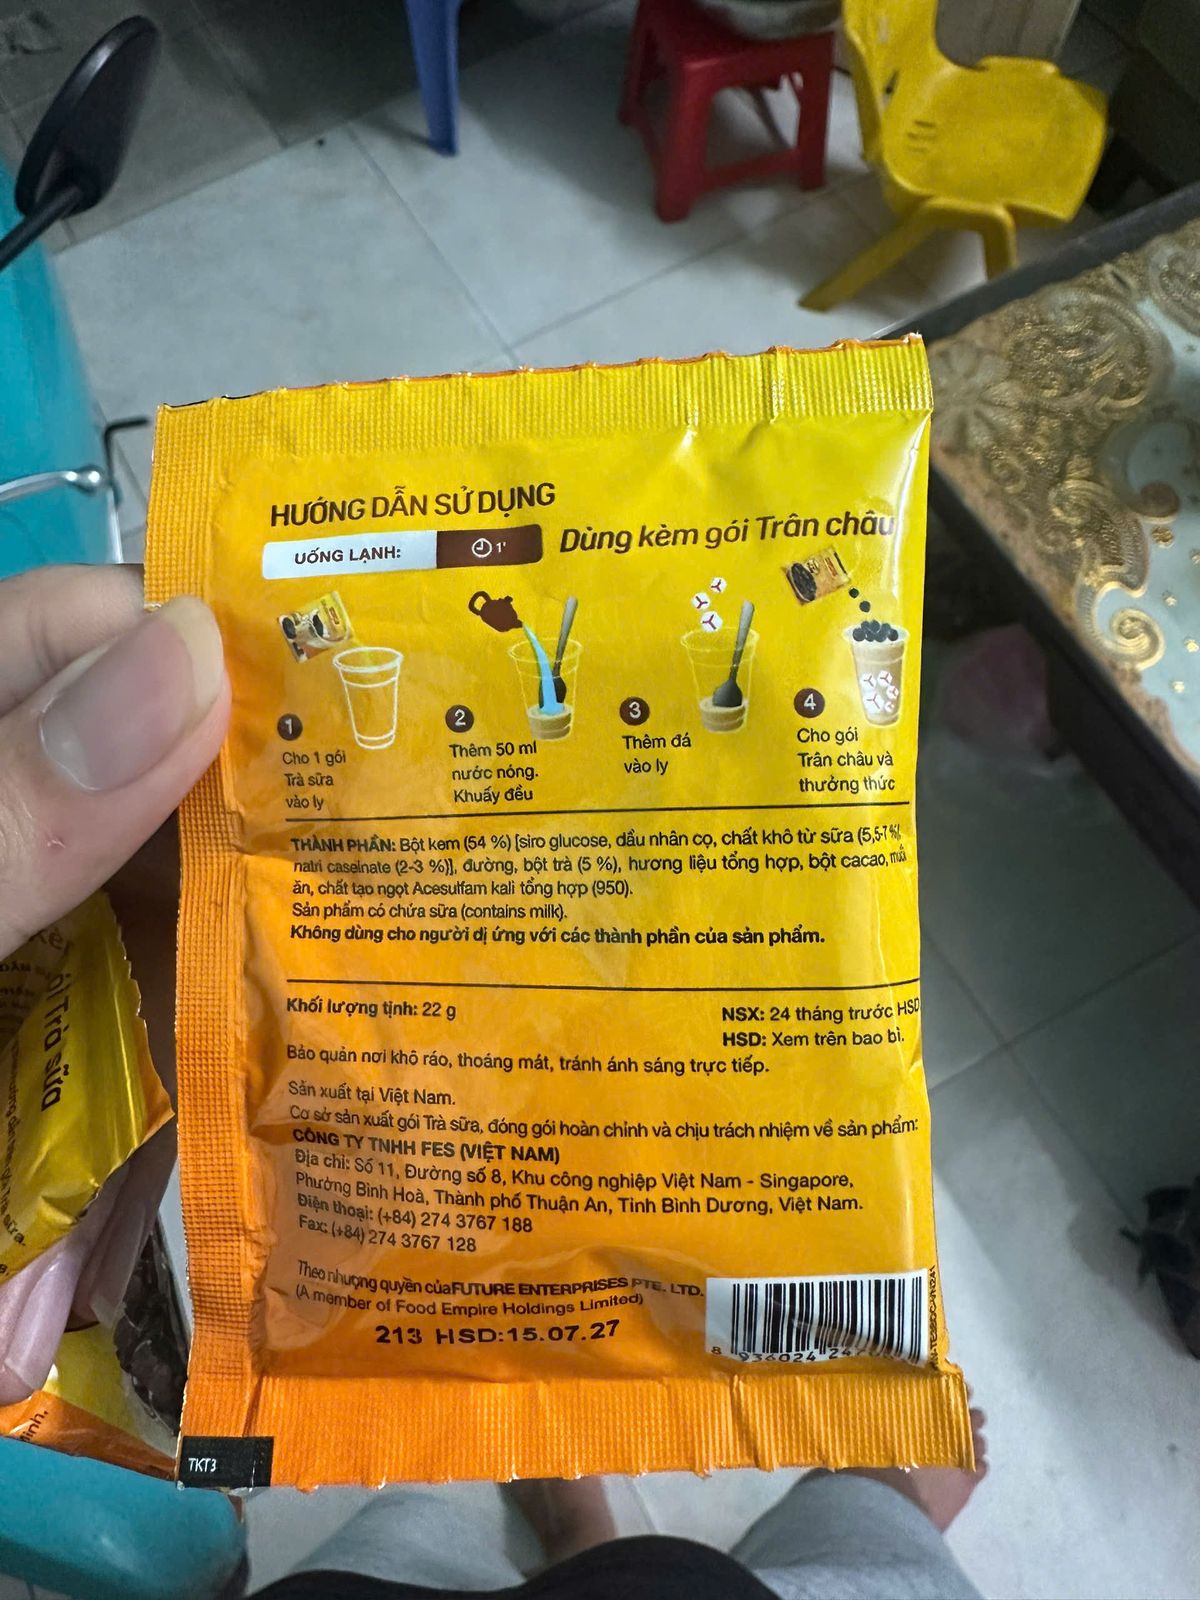 HƯỚNG DẪN SỬ DỤNG
UỐNG LẠNH: 1'
Dùng kèm gói Trân châu
1
Cho 1 gói
Trà sữa
vào ly
2
Thêm 50 ml
nước nóng.
Khuấy đều
3
Thêm đá
vào ly
4
Cho gói
Trân châu và
thưởng thức
THÀNH PHẦN: Bột kem (54 %) [siro glucose, dầu nhân cọ, chất khô từ sữa (5,5-7 %),
natri caseinate (2-3 %)], đường, bột trà (5 %), hương liệu tổng hợp, bột cacao, muối
ăn, chất tạo ngọt Acesulfam kali tổng hợp (950).
Sản phẩm có chứa sữa (contains milk).
Không dùng cho người dị ứng với các thành phần của sản phẩm.
Khối lượng tịnh: 22 g
NSX: 24 tháng trước HSD
HSD: Xem trên bao bì.
Bảo quản nơi khô ráo, thoáng mát, tránh ánh sáng trực tiếp.
Sản xuất tại Việt Nam.
Cơ sở sản xuất gói Trà sữa, đóng gói hoàn chỉnh và chịu trách nhiệm về sản phẩm:
CÔNG TY TNHH FES (VIỆT NAM)
Địa chỉ: Số 11, Đường số 8, Khu công nghiệp Việt Nam - Singapore,
Phường Bình Hoà, Thành phố Thuận An, Tỉnh Bình Dương, Việt Nam.
Điện thoại: (+84) 274 3767 188
Fax: (+84) 274 3767 128
Theo nhượng quyền của FUTURE ENTERPRISES PTE. LTD.
(A member of Food Empire Holdings Limited)
213 HSD:15.07.27
8 936024
TKT3
Trà sữa